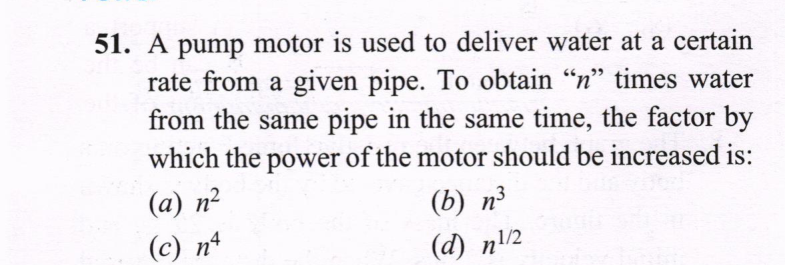 51. A pump motor is used to deliver water at a certain
rate from a given pipe. To obtain “n” times water
from the same pipe in the same time, the factor by
which the power of the motor should be increased is:
(a) n² (b) n³
(c) n⁴ (d) n^{1/2}